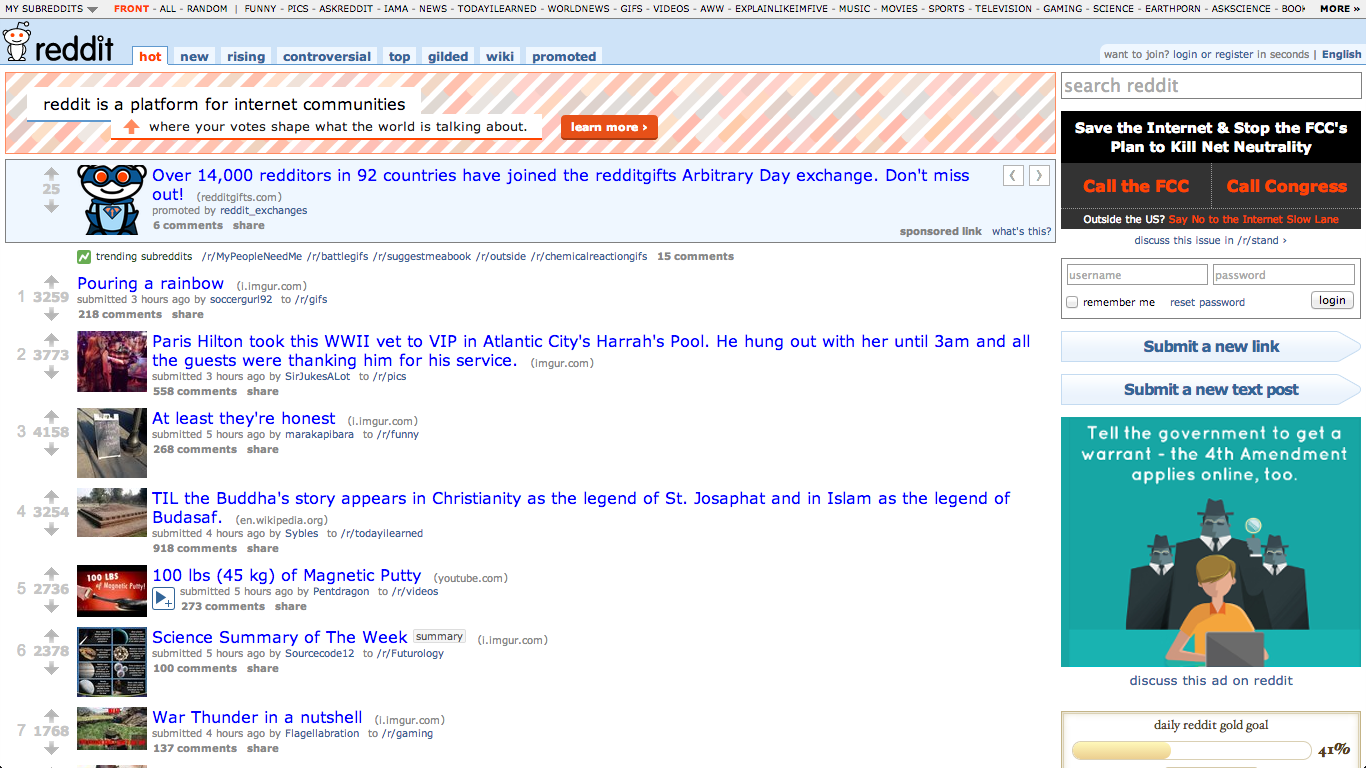 MY SUBREDDITS FRONT - ALL - RANDOM | FUNNY - PICS - ASKREDDIT - IAMA - NEWS - TODAYILEARNED - WORLDNEWS - GIFS - VIDEOS - AWW - EXPLAINLIKEIMFIVE - MUSIC - MOVIES - SPORTS - TELEVISION - GAMING - SCIENCE - EARTHPORN - ASKSCIENCE - BOOK MORE »
reddit hot new rising controversial top gilded wiki promoted
want to join? login or register in seconds | English
reddit is a platform for internet communities
where your votes shape what the world is talking about.
learn more ›
25
Over 14,000 redditors in 92 countries have joined the redditgifts Arbitrary Day exchange. Don't miss
out! (redditgifts.com)
promoted by reddit_exchanges
6 comments share
sponsored link what's this?
trending subreddits /r/MyPeopleNeedMe /r/battlegifs /r/suggestmeabook /r/outside /r/chemicalreactiongifs 15 comments
1 3259
Pouring a rainbow (i.imgur.com)
submitted 3 hours ago by soccergurl92 to /r/gifs
218 comments share
2 3773
Paris Hilton took this WWII vet to VIP in Atlantic City's Harrah's Pool. He hung out with her until 3am and all
the guests were thanking him for his service. (imgur.com)
submitted 3 hours ago by SirJukesALot to /r/pics
558 comments share
3 4158
At least they're honest (i.imgur.com)
submitted 5 hours ago by marakapibara to /r/funny
268 comments share
4 3254
TIL the Buddha's story appears in Christianity as the legend of St. Josaphat and in Islam as the legend of
Budasaf. (en.wikipedia.org)
submitted 4 hours ago by Sybles to /r/todayilearned
918 comments share
5 2736
100 LBS
of Magnetic Putty!
100 lbs (45 kg) of Magnetic Putty (youtube.com)
submitted 5 hours ago by Pentdragon to /r/videos
273 comments share
6 2378
Science Summary of The Week summary (i.imgur.com)
submitted 5 hours ago by Sourcecode12 to /r/Futurology
100 comments share
7 1768
War Thunder in a nutshell (i.imgur.com)
submitted 4 hours ago by Flagellabration to /r/gaming
137 comments share
search reddit
Save the Internet & Stop the FCC's
Plan to Kill Net Neutrality
Call the FCC Call Congress
Outside the US? Say No to the Internet Slow Lane
discuss this issue in /r/stand ›
username password
remember me reset password login
Submit a new link
Submit a new text post
Tell the government to get a
warrant - the 4th Amendment
applies online, too.
discuss this ad on reddit
daily reddit gold goal
41%